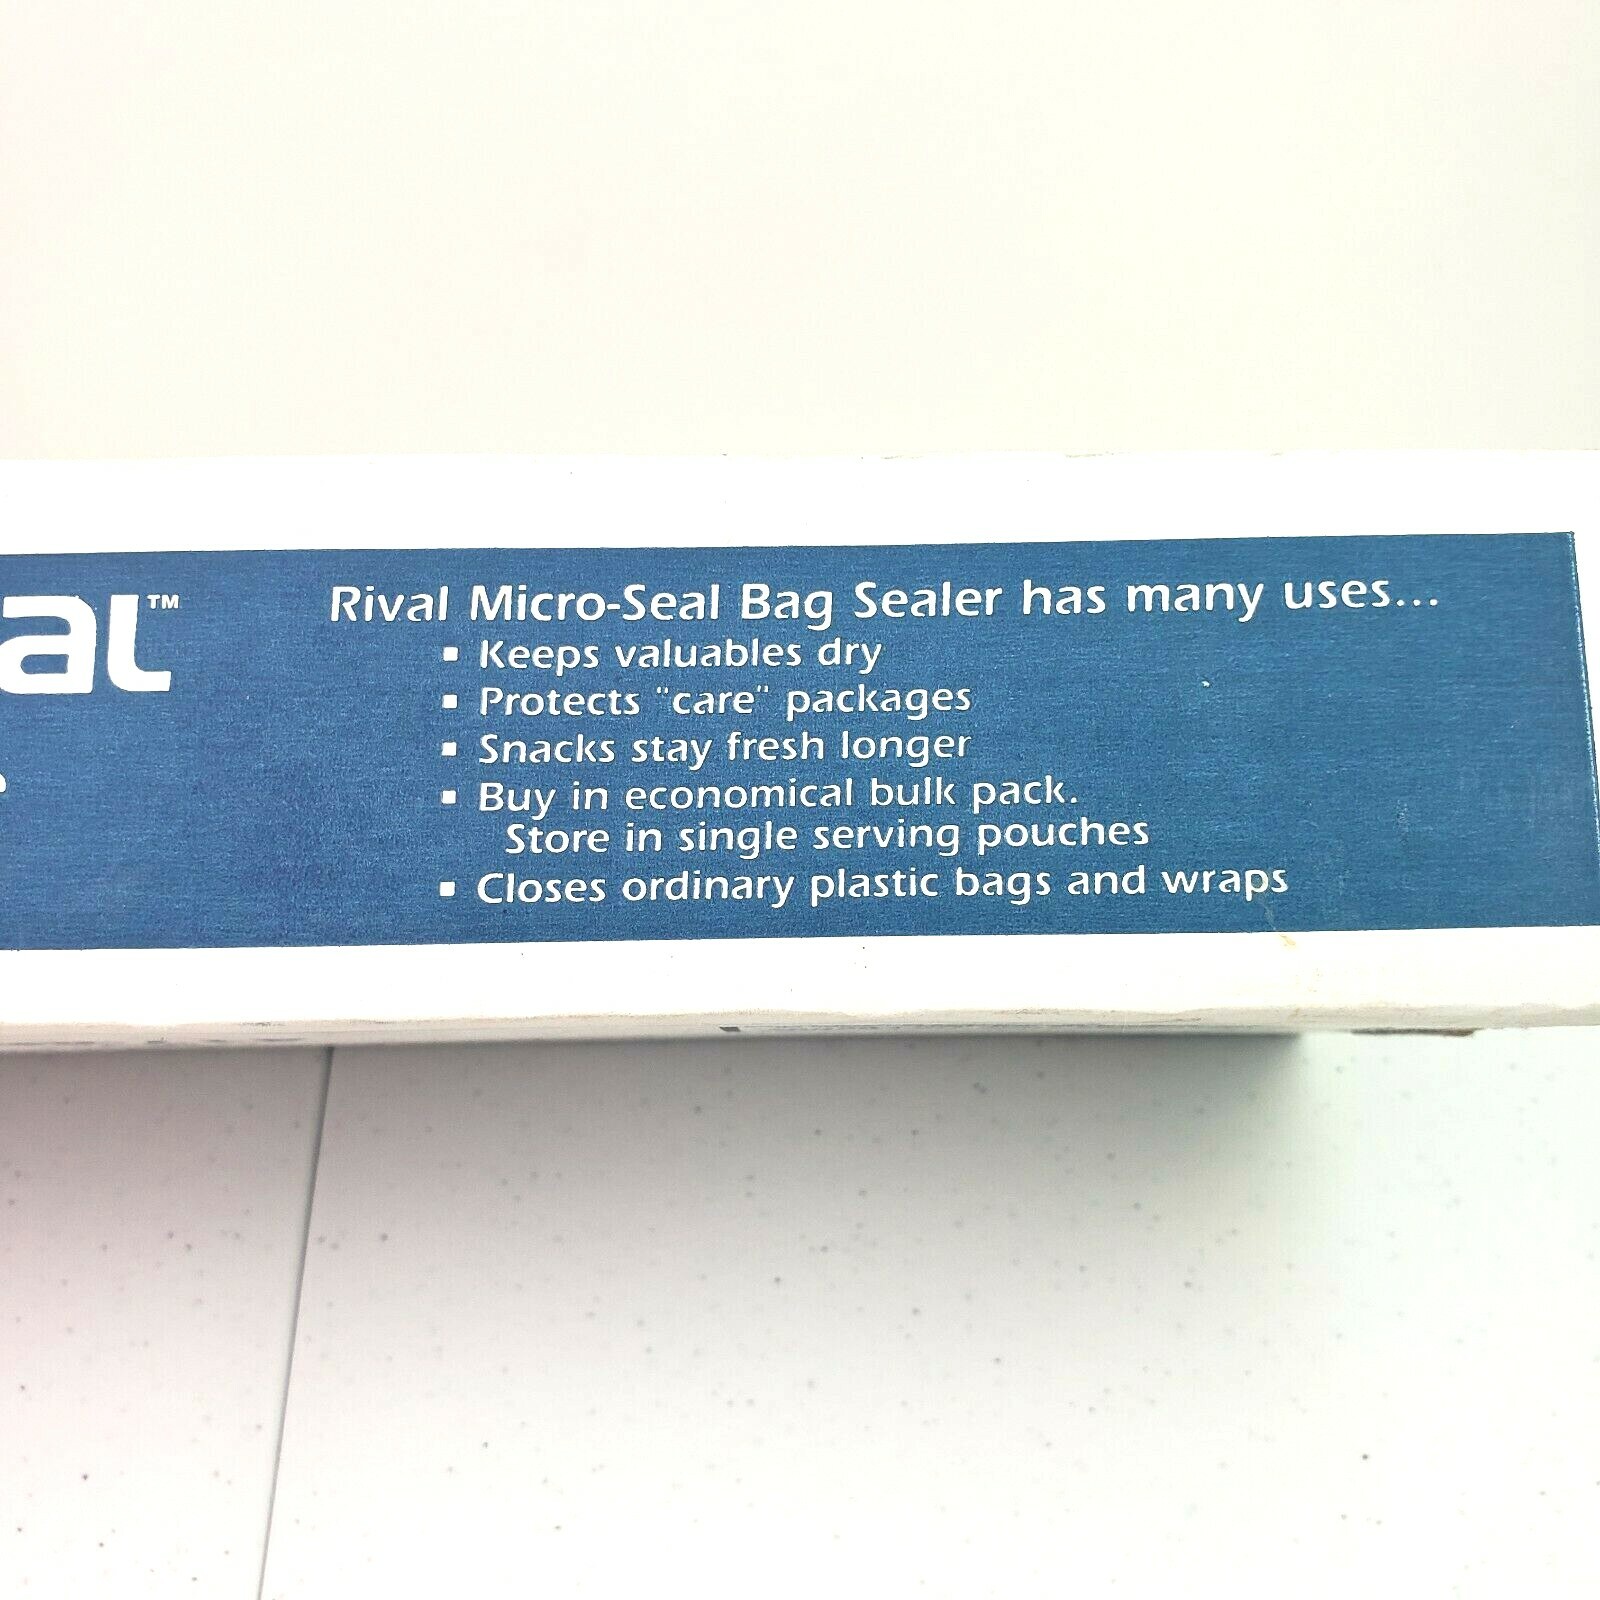 al™
Rival Micro-Seal Bag Sealer has many uses...
▪ Keeps valuables dry
▪ Protects "care" packages
▪ Snacks stay fresh longer
▪ Buy in economical bulk pack.
Store in single serving pouches
▪ Closes ordinary plastic bags and wraps